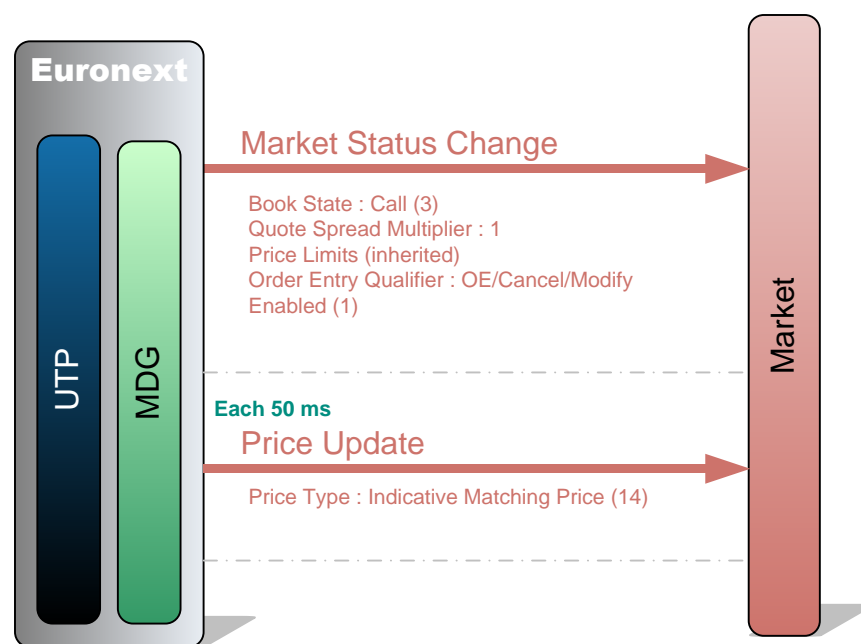 Euronext
UTP
MDG
Market Status Change
Book State : Call (3)
Quote Spread Multiplier : 1
Price Limits (inherited)
Order Entry Qualifier : OE/Cancel/Modify
Enabled (1)
Each 50 ms
Price Update
Price Type : Indicative Matching Price (14)
Market